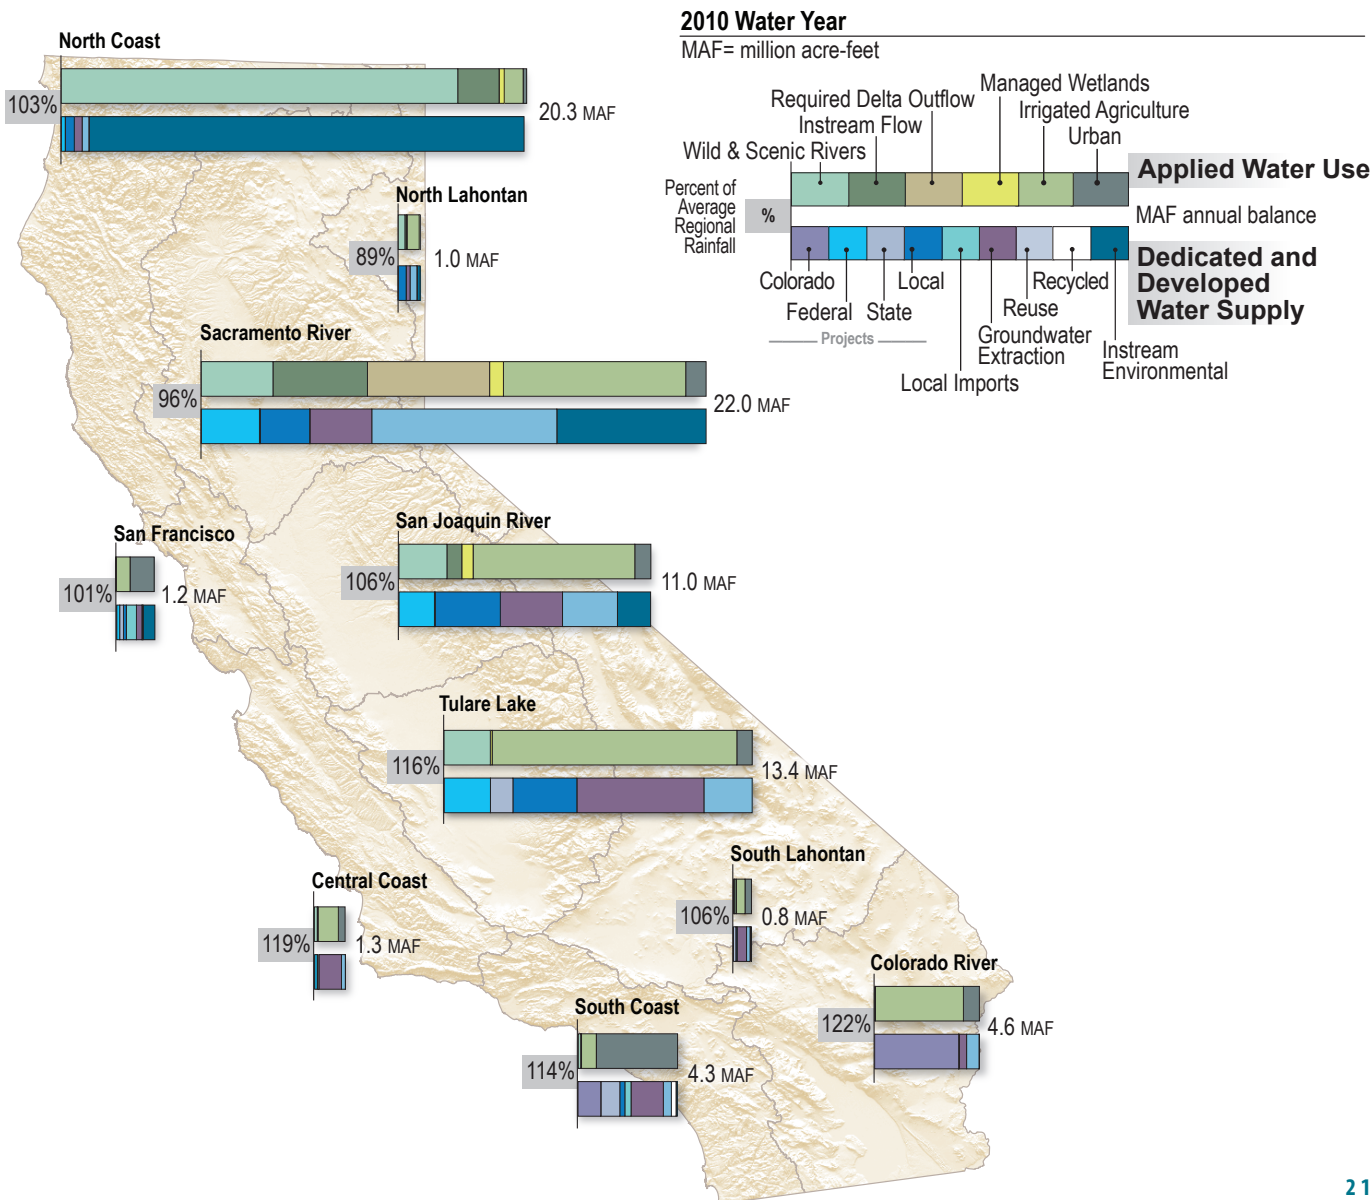 2010 Water Year
MAF= million acre-feet
Managed Wetlands
Required Delta Outflow
Irrigated Agriculture
Instream Flow
Urban
Wild & Scenic Rivers
Applied Water Use
Percent of
Average
Regional
Rainfall
%
MAF annual balance
Dedicated and
Developed
Water Supply
Colorado
Local
Recycled
Federal
State
Reuse
Projects
Groundwater
Extraction
Instream
Environmental
Local Imports
North Coast
103%
20.3 MAF
North Lahontan
89%
1.0 MAF
Sacramento River
96%
22.0 MAF
San Francisco
101%
1.2 MAF
San Joaquin River
106%
11.0 MAF
Tulare Lake
116%
13.4 MAF
South Lahontan
106%
0.8 MAF
Central Coast
119%
1.3 MAF
Colorado River
122%
4.6 MAF
South Coast
114%
4.3 MAF
21